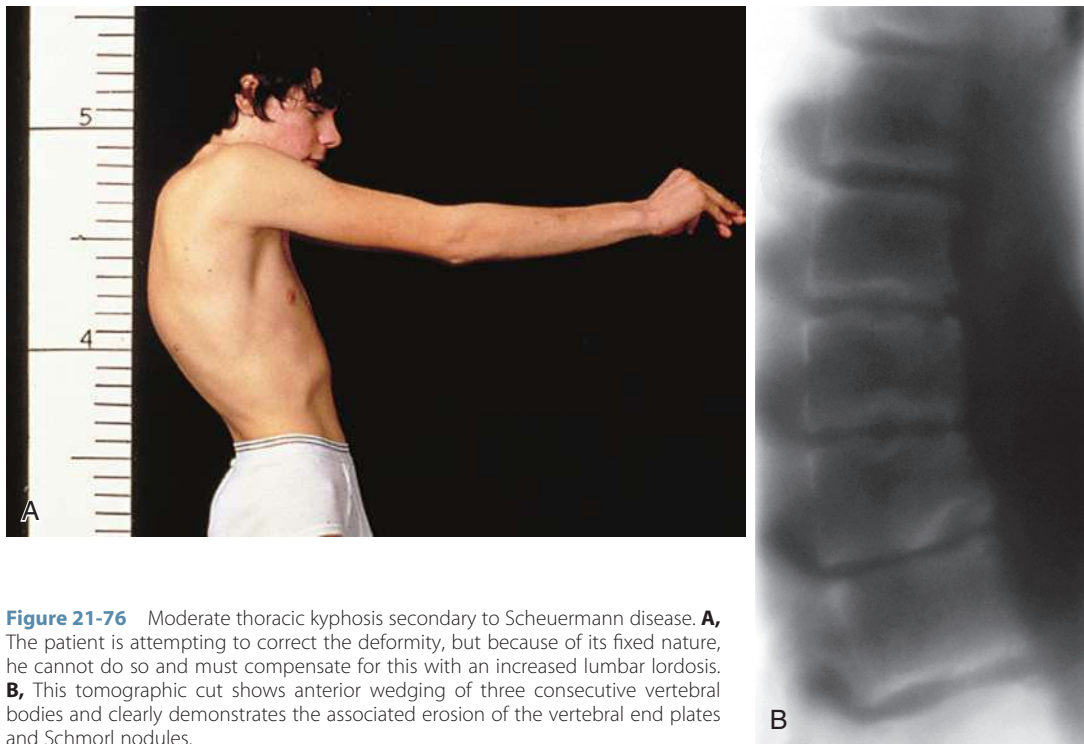 5
4
A
B
Figure 21-76 Moderate thoracic kyphosis secondary to Scheuermann disease. A,
The patient is attempting to correct the deformity, but because of its fixed nature,
he cannot do so and must compensate for this with an increased lumbar lordosis.
B, This tomographic cut shows anterior wedging of three consecutive vertebral
bodies and clearly demonstrates the associated erosion of the vertebral end plates
and Schmorl nodules.